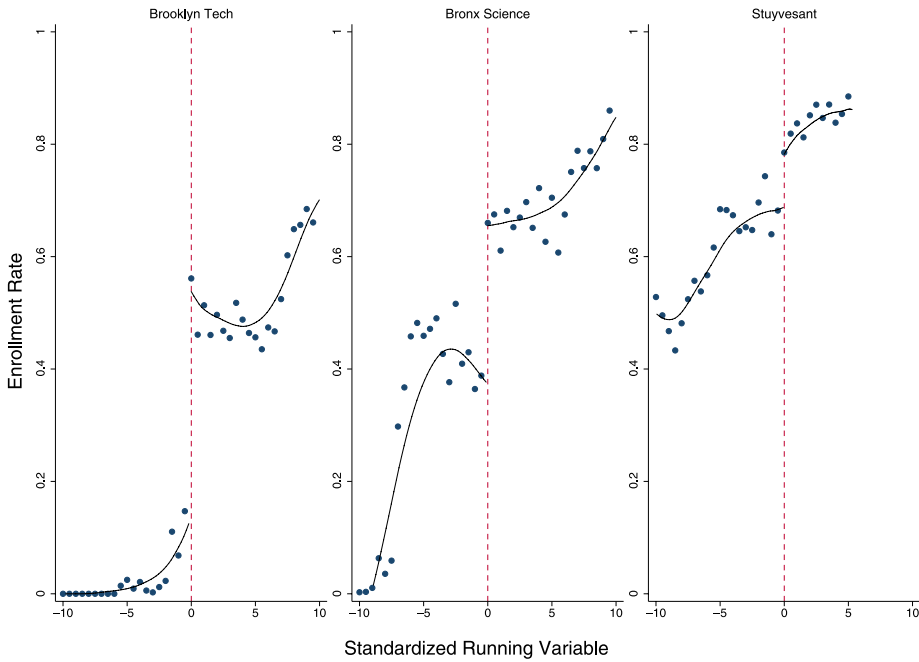 Brooklyn Tech
Bronx Science
Stuyvesant
Enrollment Rate
1
0.8
0.6
0.4
0.2
0
−10 −5 0 5 10
1
0.8
0.6
0.4
0.2
0
−10 −5 0 5 10
1
0.8
0.6
0.4
0.2
0
−10 −5 0 5 10
Standardized Running Variable